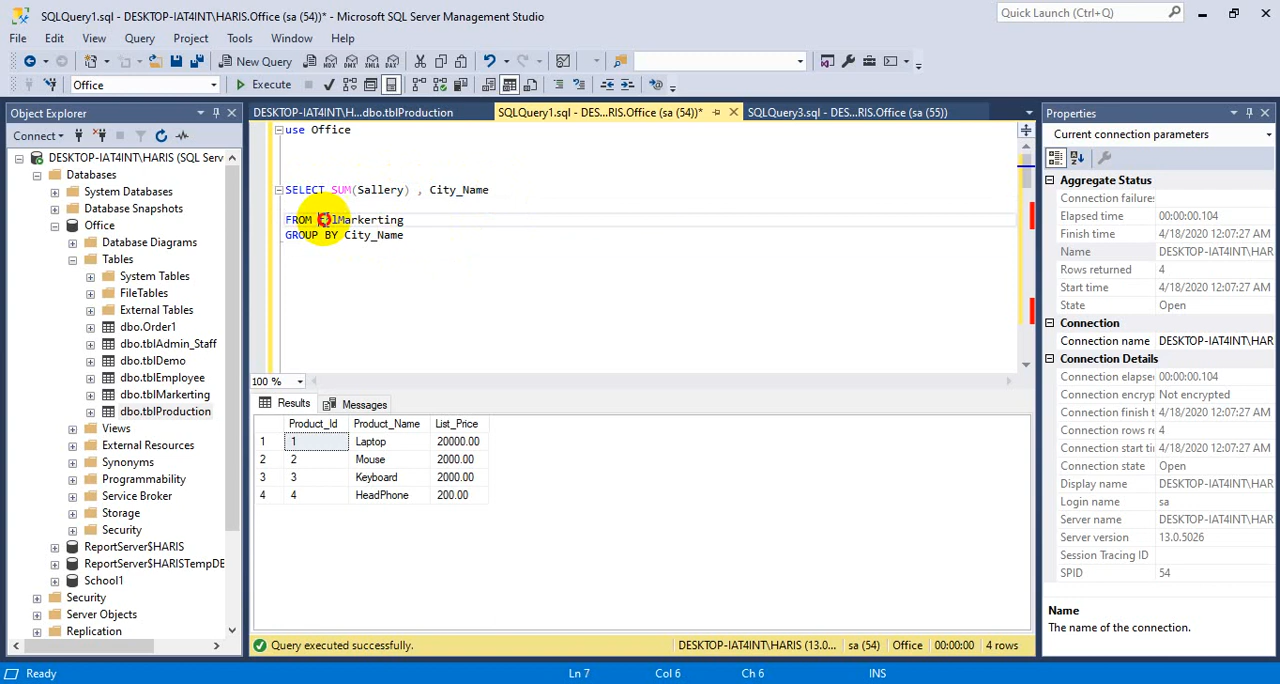 SQLQuery1.sql - DESKTOP-IAT4INT\HARIS.Office (sa (54))* - Microsoft SQL Server Management Studio
Quick Launch (Ctrl+Q)
File Edit View Query Project Tools Window Help
New Query
Office Execute
Object Explorer
Connect
DESKTOP-IAT4INT\HARIS (SQL Serv
Databases
System Databases
Database Snapshots
Office
Database Diagrams
Tables
System Tables
FileTables
External Tables
dbo.Order1
dbo.tblAdmin_Staff
dbo.tblDemo
dbo.tblEmployee
dbo.tblMarkerting
dbo.tblProduction
Views
External Resources
Synonyms
Programmability
Service Broker
Storage
Security
ReportServer$HARIS
ReportServer$HARISTempDE
School1
Security
Server Objects
Replication
DESKTOP-IAT4INT\H...dbo.tblProduction SQLQuery1.sql - DES...RIS.Office (sa (54))* SQLQuery3.sql - DES...RIS.Office (sa (55))
use Office
SELECT SUM(Sallery) , City_Name
FROM
GROUP BY City_Name
100 %
Results Messages
Product_Id Product_Name List_Price
1 1 Laptop 20000.00
2 2 Mouse 2000.00
3 3 Keyboard 2000.00
4 4 HeadPhone 200.00
Query executed successfully. DESKTOP-IAT4INT\HARIS (13.0... sa (54) Office 00:00:00 4 rows
Properties
Current connection parameters
Aggregate Status
Connection failures
Elapsed time 00:00:00.104
Finish time 4/18/2020 12:07:27 AM
Name DESKTOP-IAT4INT\HAR
Rows returned 4
Start time 4/18/2020 12:07:27 AM
State Open
Connection
Connection name DESKTOP-IAT4INT\HAR
Connection Details
Connection elapse 00:00:00.104
Connection encryp Not encrypted
Connection finish t 4/18/2020 12:07:27 AM
Connection rows re 4
Connection start ti 4/18/2020 12:07:27 AM
Connection state Open
Display name DESKTOP-IAT4INT\HAR
Login name sa
Server name DESKTOP-IAT4INT\HAR
Server version 13.0.5026
Session Tracing ID
SPID 54
Name
The name of the connection.
Ready Ln 7 Col 6 Ch 6 INS